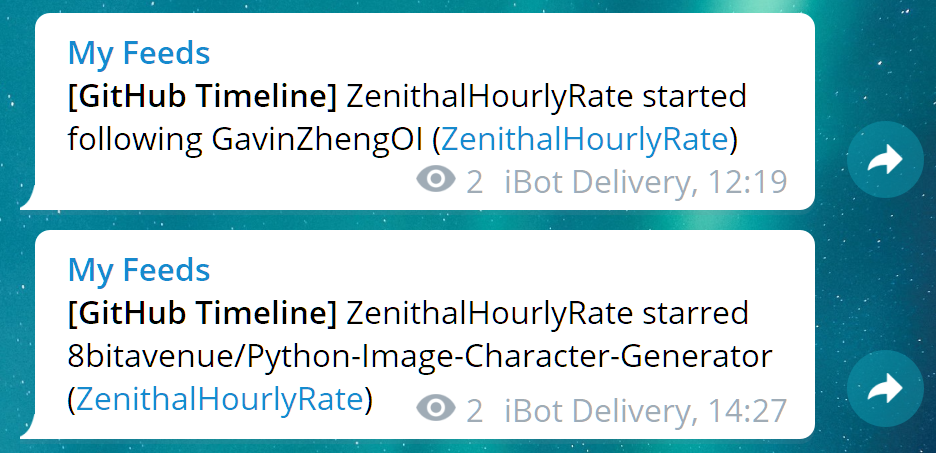 My Feeds
[GitHub Timeline] ZenithalHourlyRate started
following GavinZhengOI (ZenithalHourlyRate)
2 iBot Delivery, 12:19
My Feeds
[GitHub Timeline] ZenithalHourlyRate starred
8bitavenue/Python-Image-Character-Generator
(ZenithalHourlyRate)
2 iBot Delivery, 14:27